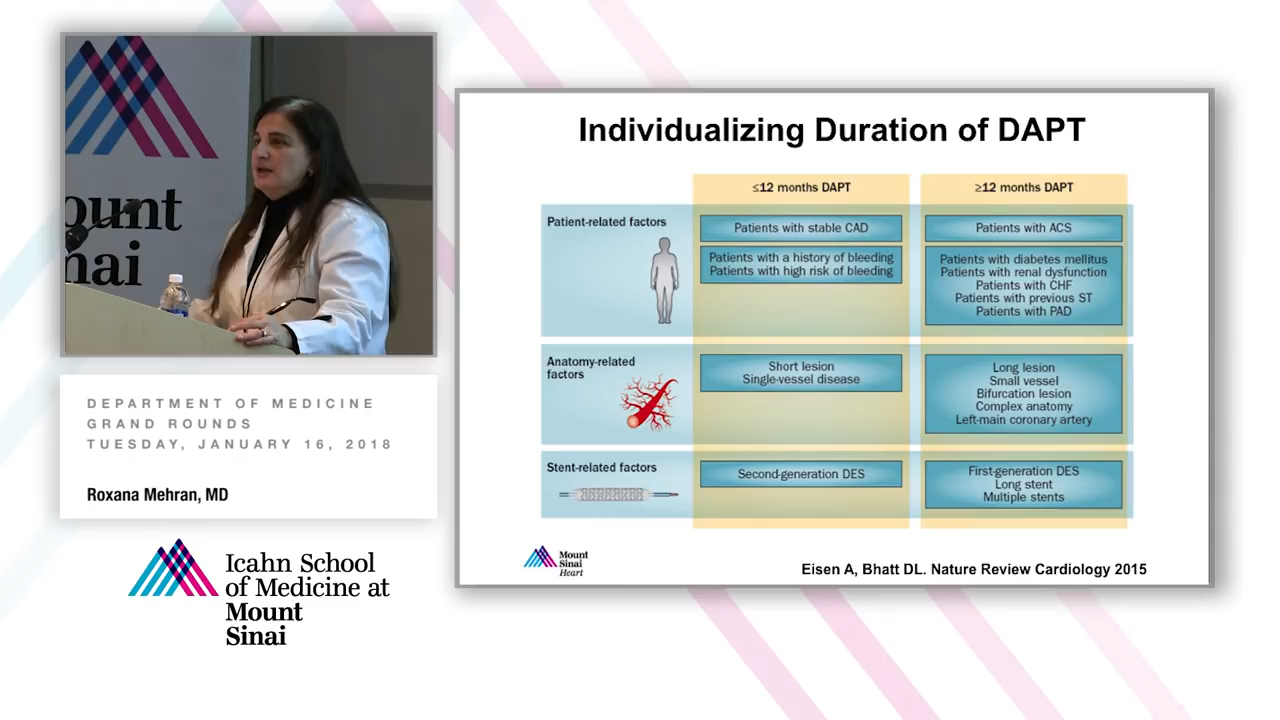 ount
nai
DEPARTMENT OF MEDICINE
GRAND ROUNDS
TUESDAY, JANUARY 16, 2018
Roxana Mehran, MD
Icahn School
of Medicine at
Mount
Sinai
Individualizing Duration of DAPT
≤12 months DAPT
≥12 months DAPT
Patient-related factors
Patients with stable CAD
Patients with a history of bleeding
Patients with high risk of bleeding
Patients with ACS
Patients with diabetes mellitus
Patients with renal dysfunction
Patients with CHF
Patients with previous ST
Patients with PAD
Anatomy-related
factors
Short lesion
Single-vessel disease
Long lesion
Small vessel
Bifurcation lesion
Complex anatomy
Left-main coronary artery
Stent-related factors
Second-generation DES
First-generation DES
Long stent
Multiple stents
Mount
Sinai
Heart
Eisen A, Bhatt DL. Nature Review Cardiology 2015